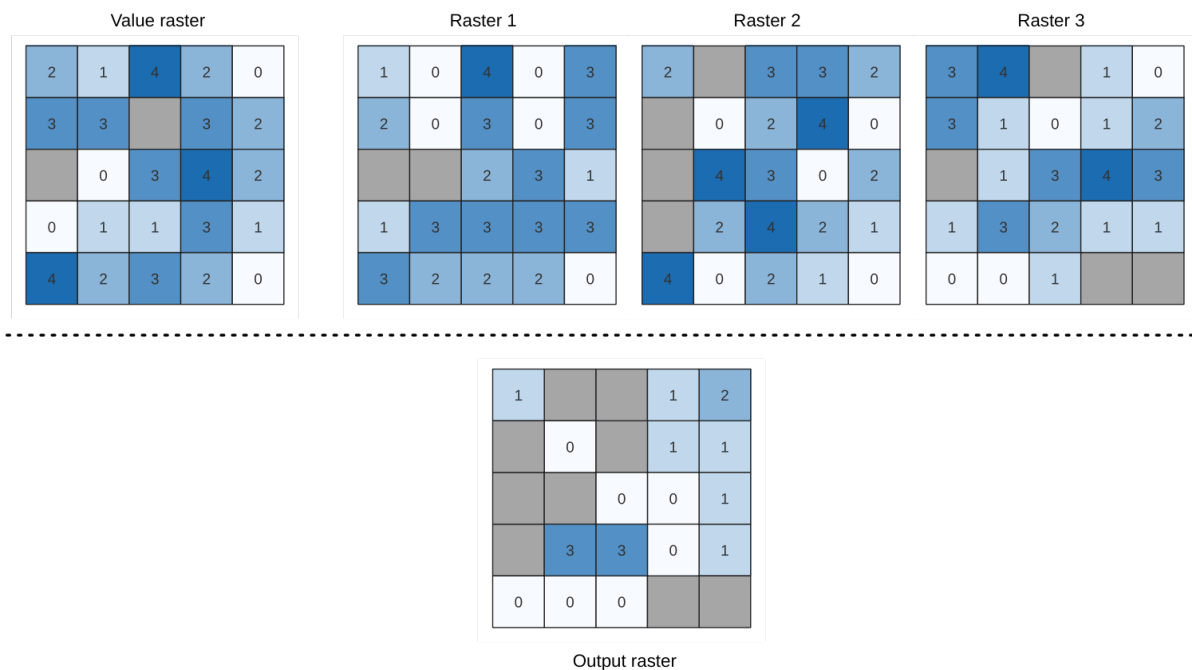 Value raster Raster 1 Raster 2 Raster 3
2 1 4 2 0 1 0 4 0 3 2 3 3 2 3 4 1 0
3 3 3 2 2 0 3 0 3 0 2 4 0 3 1 0 1 2
0 3 4 2 2 3 1 4 3 0 2 1 3 4 3
0 1 1 3 1 1 3 3 3 3 2 4 2 1 1 3 2 1 1
4 2 3 2 0 3 2 2 2 0 4 0 2 1 0 0 0 1
1 1 2
0 1 1
0 0 1
3 3 0 1
0 0 0
Output raster